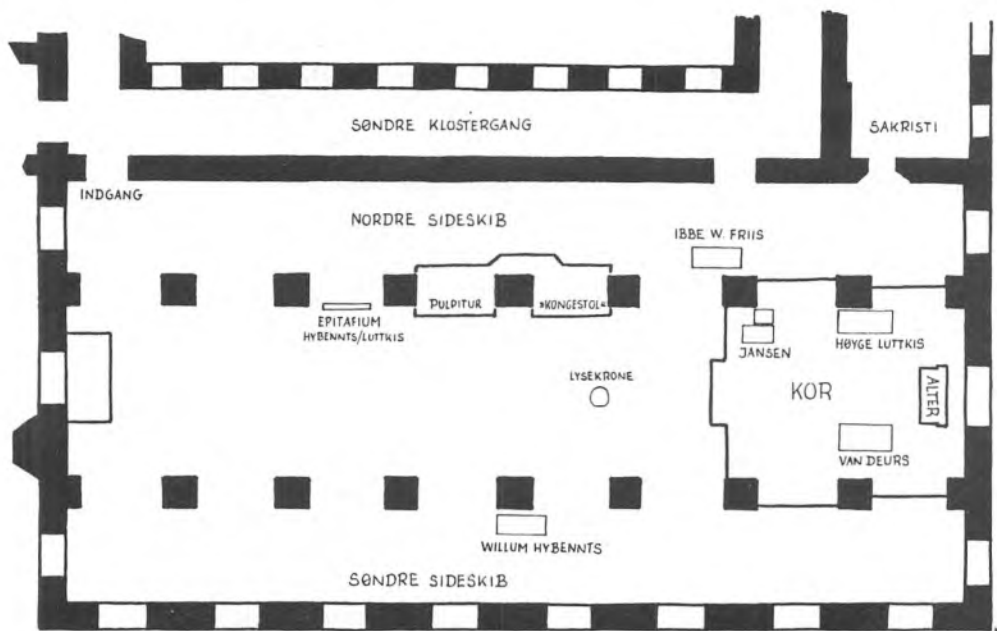 SØNDRE KLOSTERGANG
SAKRISTI
INDGANG
NORDRE SIDESKIB
IBBE W. FRIIS
PULPITUR
»KONGESTOL«
EPITAFIUM
HYBENNTS/LUTTKIS
JANSEN
HØYGE LUTTKIS
LYSEKRONE
KOR
ALTER
VAN DEURS
WILLUM HYBENNTS
SØNDRE SIDESKIB